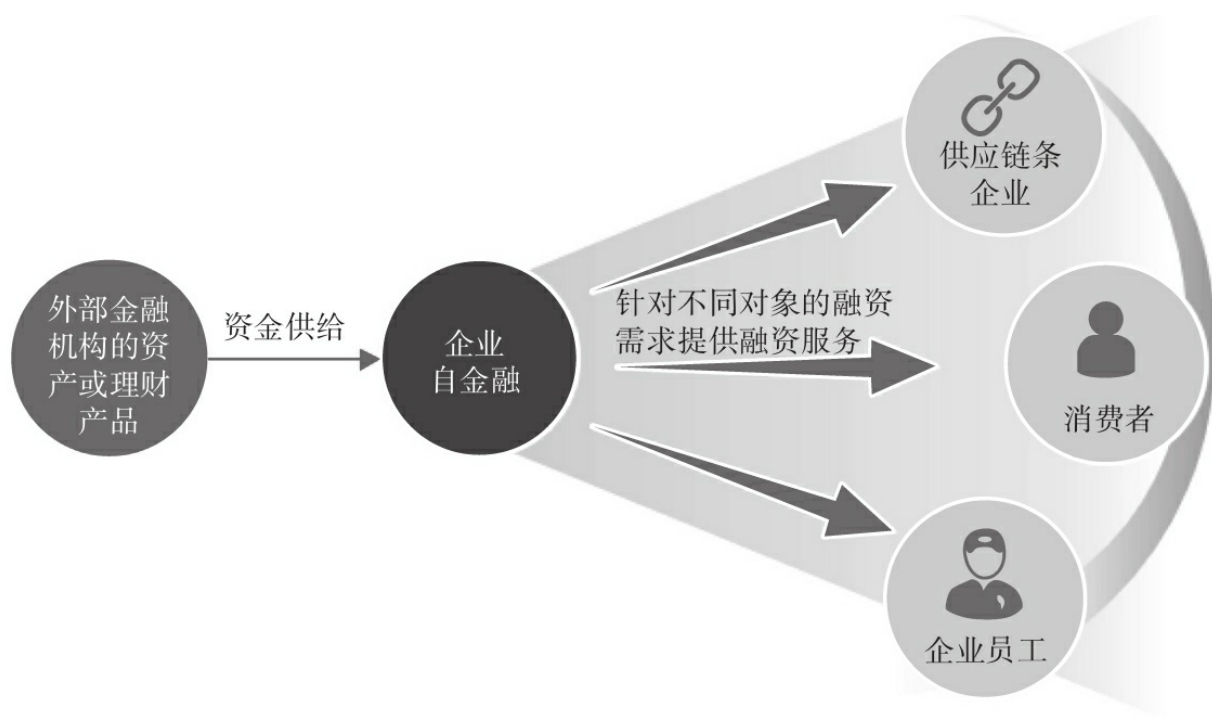 外部金融
机构的资
产或理财
产品
资金供给
企业
自金融
针对不同对象的融资
需求提供融资服务
供应链条
企业
消费者
企业员工